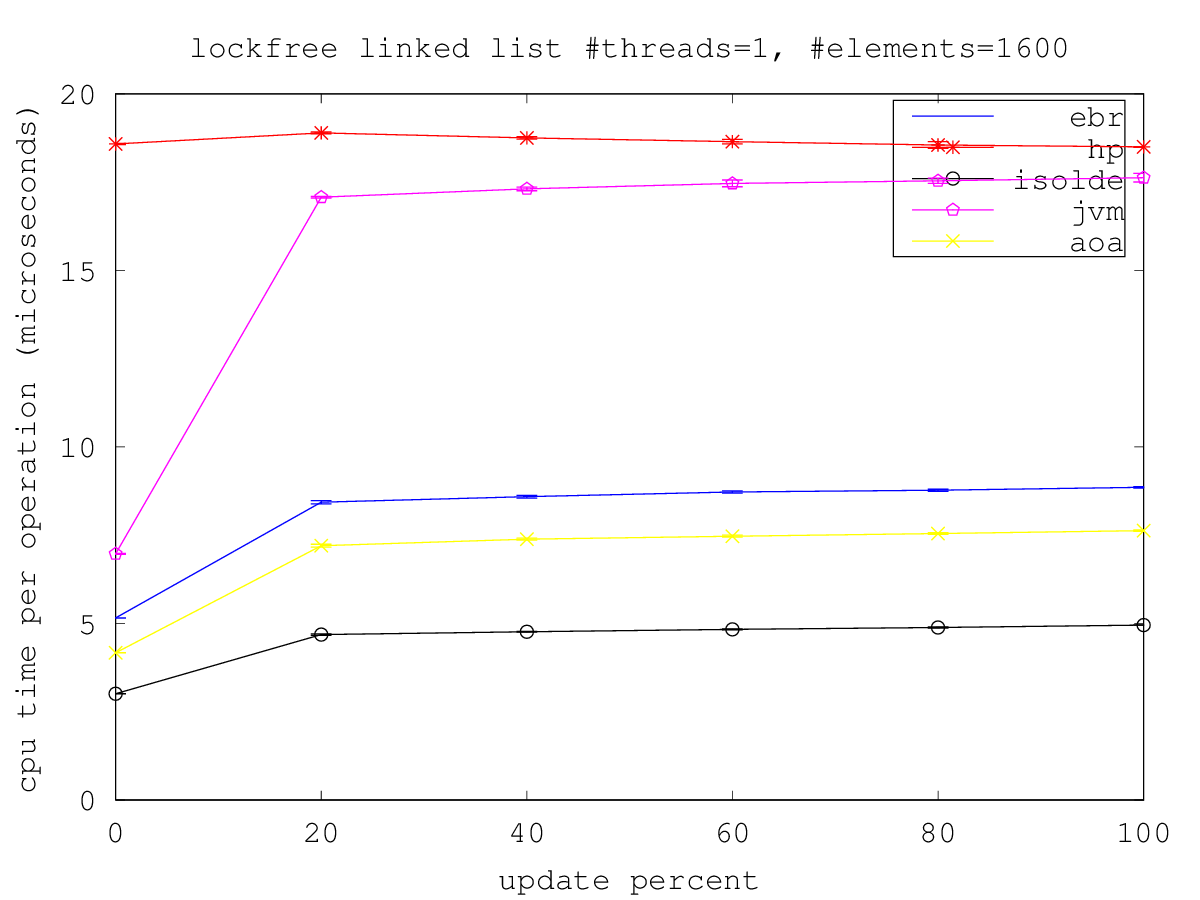 lockfree linked list #threads=1, #elements=1600
cpu time per operation (microseconds)
20
15
10
5
0
ebr
hp
isolde
jvm
aoa
0 20 40 60 80 100
update percent